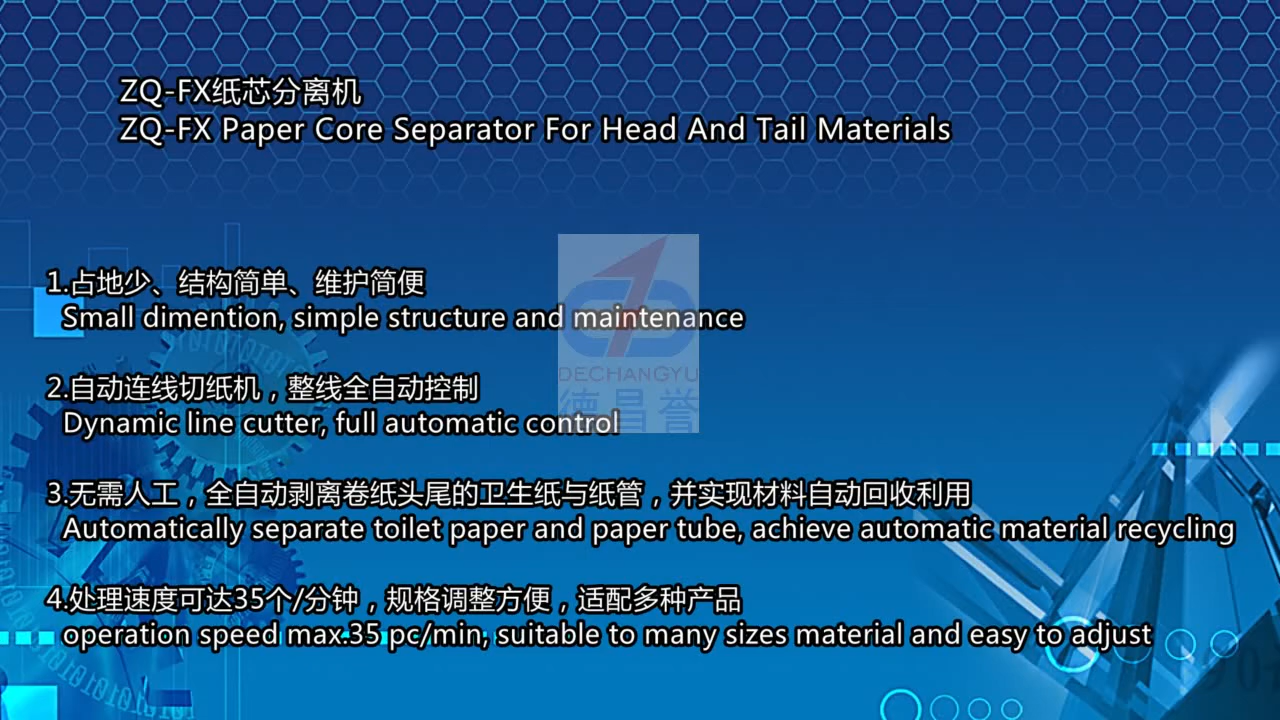 ZQ-FX纸芯分离机
ZQ-FX Paper Core Separator For Head And Tail Materials
1.占地少、结构简单、维护简便
Small dimention, simple structure and maintenance
DECHANGYU
德昌誉
2.自动连线切纸机，整线全自动控制
Dynamic line cutter, full automatic control
3.无需人工，全自动剥离卷纸头尾的卫生纸与纸管，并实现材料自动回收利用
Automatically separate toilet paper and paper tube, achieve automatic material recycling
4.处理速度可达35个/分钟，规格调整方便，适配多种产品
operation speed max.35 pc/min, suitable to many sizes material and easy to adjust